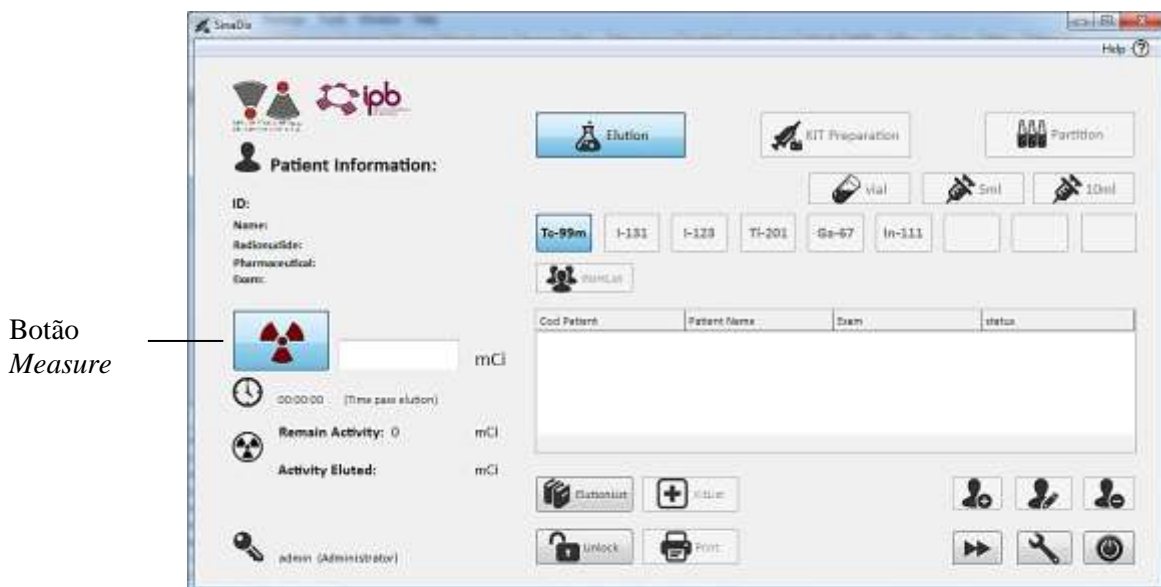 SinaDis
Help ?
ipb
Elution
KIT Preparation
Partition
Patient Information:
vial
5ml
10ml
ID:
Name:
Radionuclide:
Pharmaceutical:
Exam:
Tc-99m
I-131
I-123
Tl-201
Ga-67
In-111
WorkList
Cod Patient
Patient Name
Exam
status
Botão
Measure
mCi
00:00:00 (Time pass elution)
Remain Activity: 0 mCi
Activity Eluted: mCi
ElutionList
Unlock
Print
admin (Administrator)